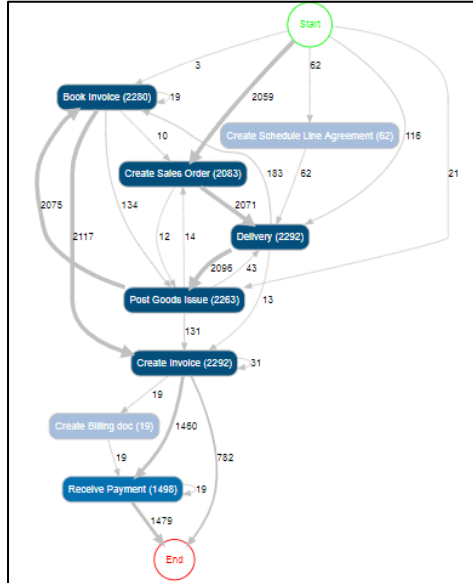 Start
3
62
Book Invoice (2280)
19
2059
10
Create Schedule Line Agreement (62)
116
Create Sales Order (2083)
183
62
21
2075
134
2071
2117
12
14
Delivery (2292)
2096
43
Post Goods Issue (2263)
13
131
Create Invoice (2292)
31
19
Create Billing doc (19)
1460
782
19
Receive Payment (1498)
19
1479
End